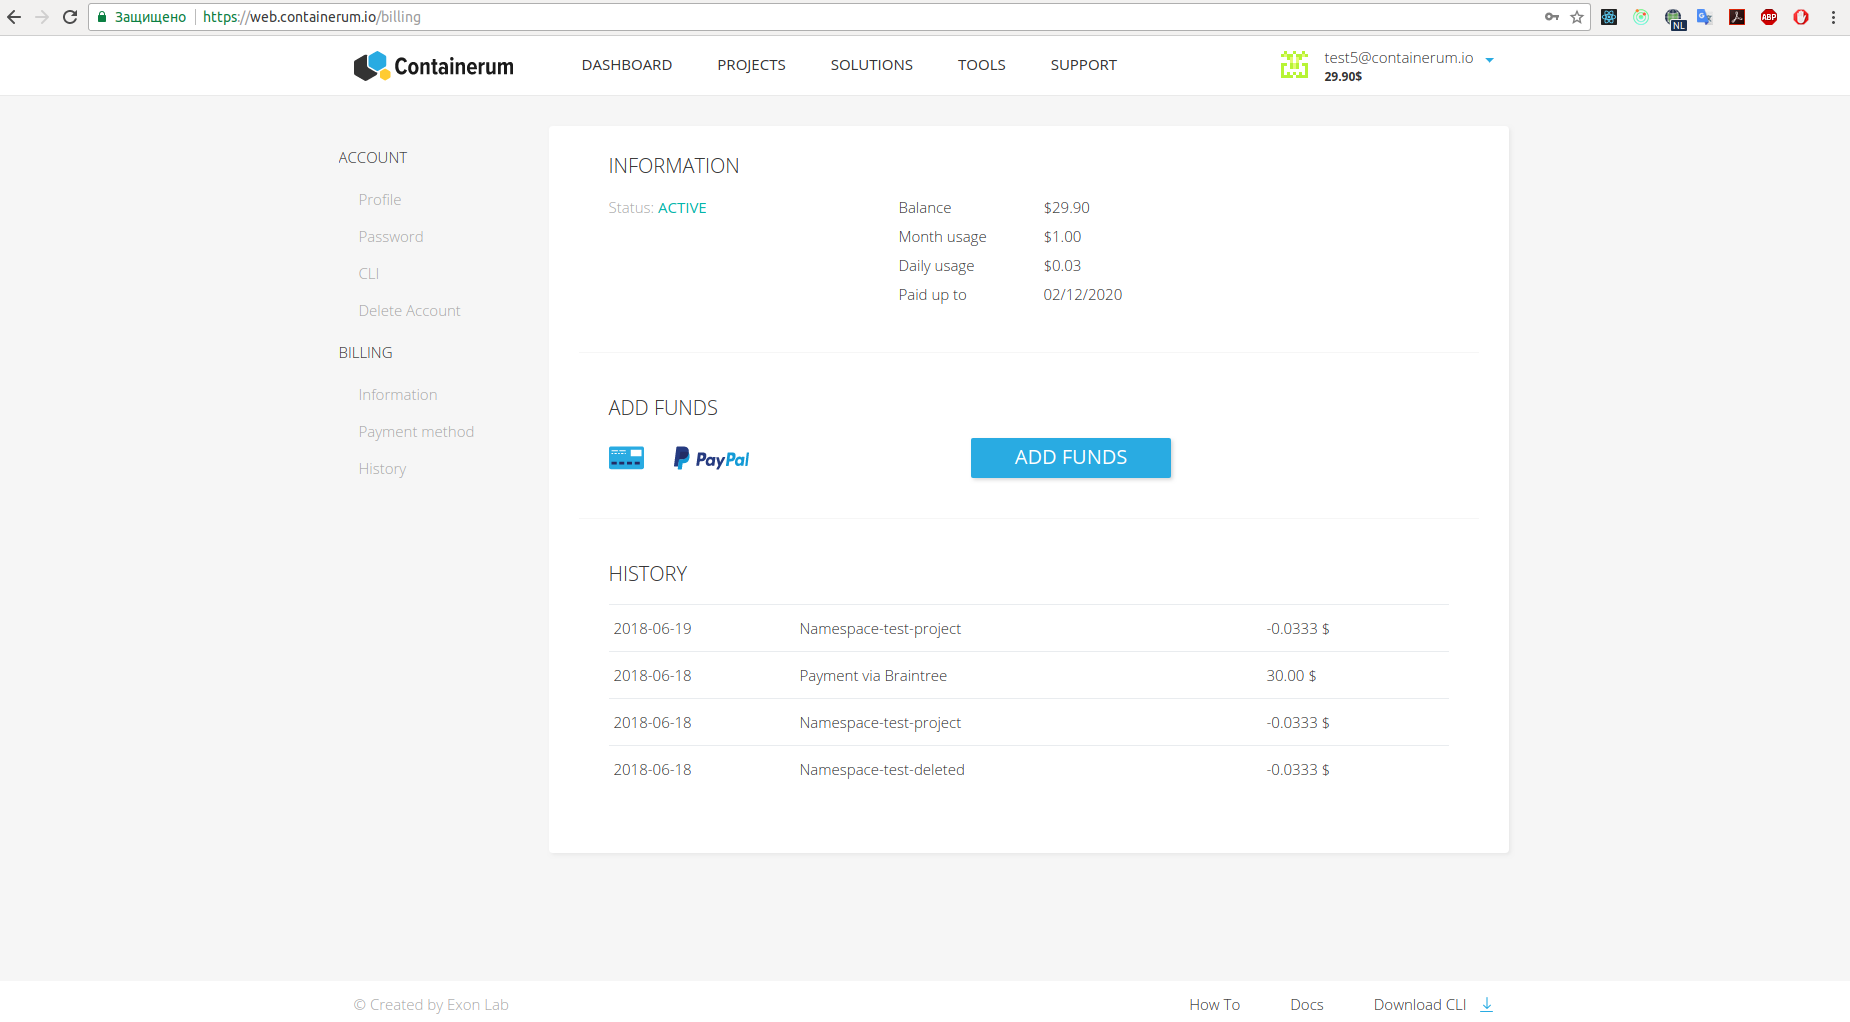 Защищено https://web.containerum.io/billing
NL
ABP
Containerum DASHBOARD PROJECTS SOLUTIONS TOOLS SUPPORT test5@containerum.io
29.90$
ACCOUNT
Profile
Password
CLI
Delete Account
BILLING
Information
Payment method
History
INFORMATION
Status: ACTIVE
Balance $29.90
Month usage $1.00
Daily usage $0.03
Paid up to 02/12/2020
ADD FUNDS
PayPal ADD FUNDS
HISTORY
2018-06-19 Namespace-test-project -0.0333 $
2018-06-18 Payment via Braintree 30.00 $
2018-06-18 Namespace-test-project -0.0333 $
2018-06-18 Namespace-test-deleted -0.0333 $
© Created by Exon Lab How To Docs Download CLI